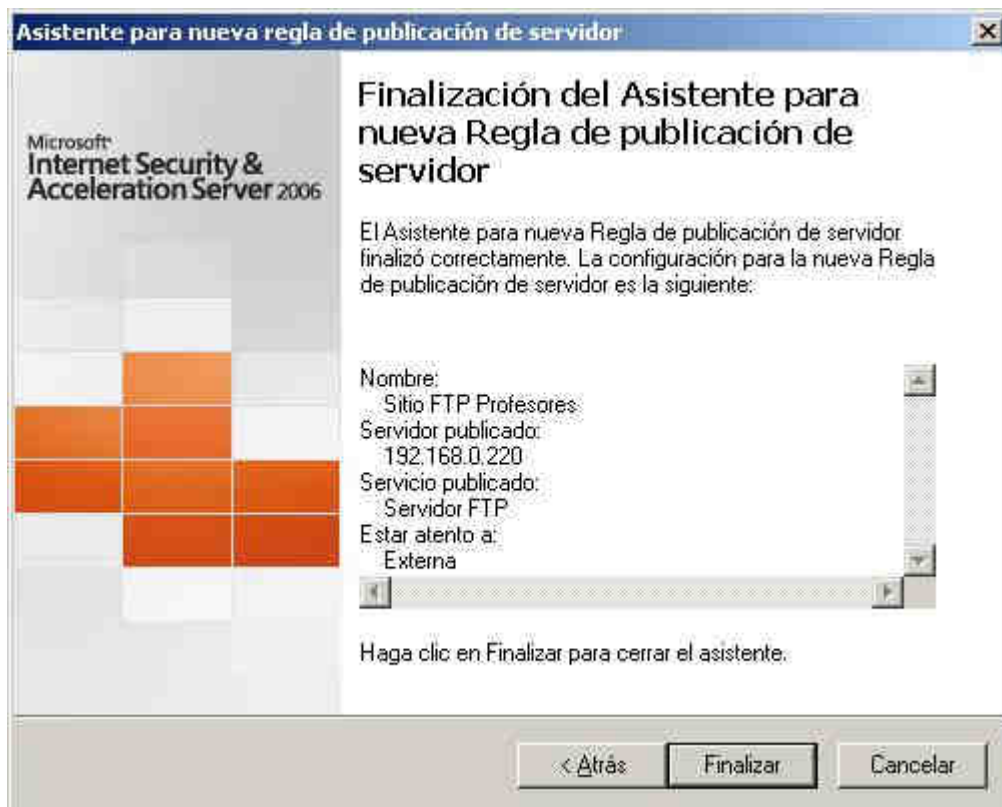 Asistente para nueva regla de publicación de servidor
Microsoft
Internet Security &
Acceleration Server 2006
Finalización del Asistente para
nueva Regla de publicación de
servidor
El Asistente para nueva Regla de publicación de servidor
finalizó correctamente. La configuración para la nueva Regla
de publicación de servidor es la siguiente:
Nombre:
Sitio FTP Profesores
Servidor publicado:
192.168.0.220
Servicio publicado:
Servidor FTP
Estar atento a:
Externa
Haga clic en Finalizar para cerrar el asistente.
< Atrás
Finalizar
Cancelar